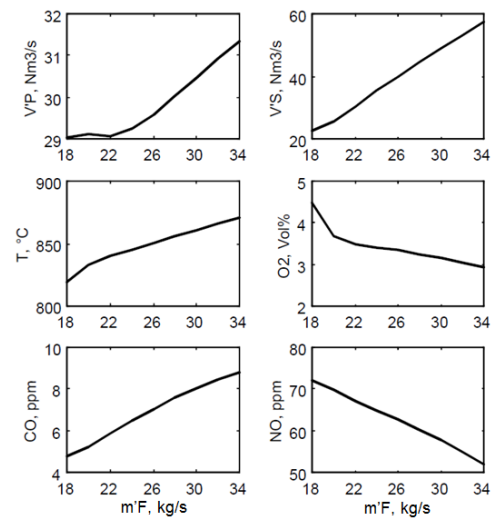 V'P, Nm3/s
32
31
30
29
18 22 26 30 34
V'S, Nm3/s
60
40
20
18 22 26 30 34
T, °C
900
850
800
18 22 26 30 34
O2, Vol%
5
4
3
2
18 22 26 30 34
CO, ppm
10
8
6
4
18 22 26 30 34
m'F, kg/s
NO, ppm
80
70
60
50
18 22 26 30 34
m'F, kg/s